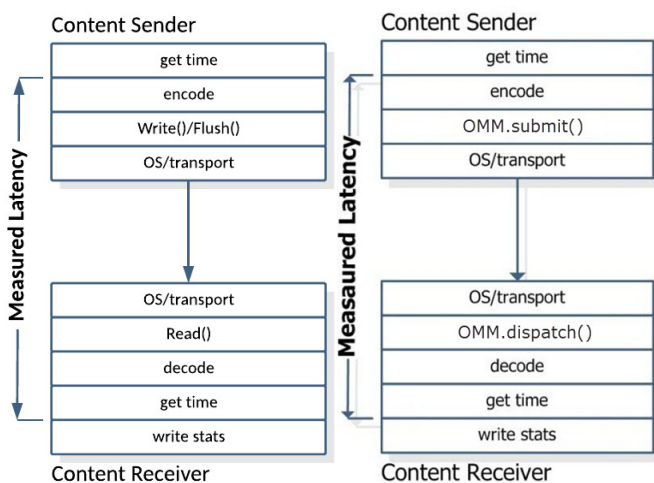 Content Sender
get time
encode
Write()/Flush()
OS/transport
Measured Latency
OS/transport
Read()
decode
get time
write stats
Content Receiver
Content Sender
get time
encode
OMM.submit()
OS/transport
Measaured Latency
OS/transport
OMM.dispatch()
decode
get time
write stats
Content Receiver